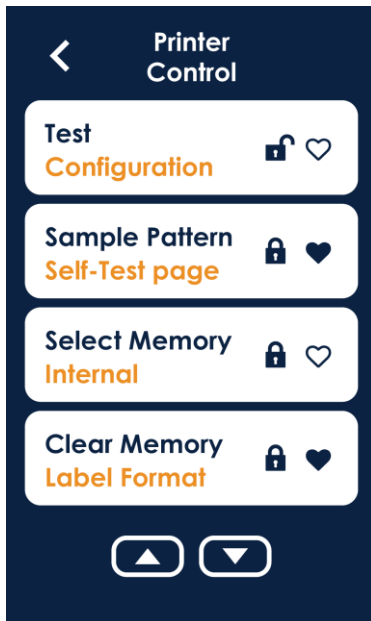 Printer
Control
Test
Configuration
Sample Pattern
Self-Test page
Select Memory
Internal
Clear Memory
Label Format